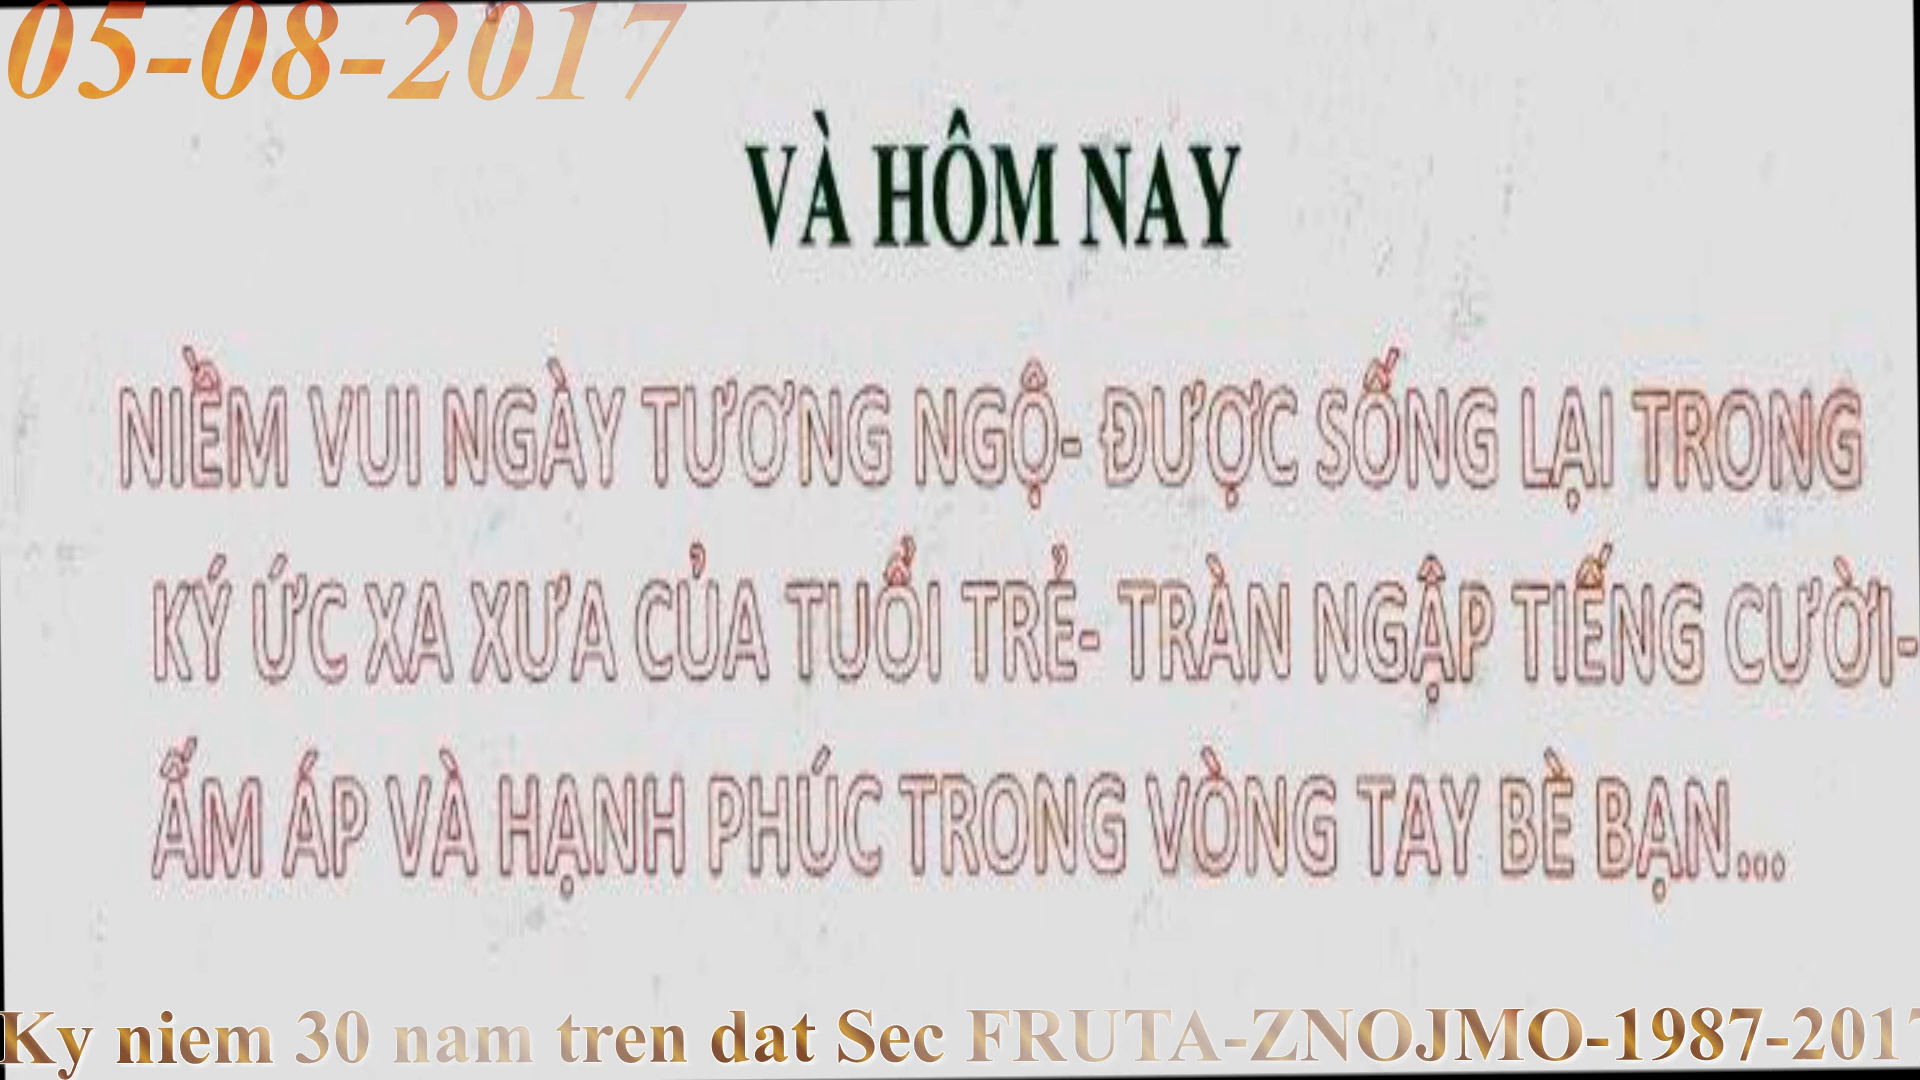 05-08-2017
VÀ HÔM NAY
NIỀM VUI NGÀY TƯƠNG NGỘ- ĐƯỢC SỐNG LẠI TRONG
KÝ ỨC XA XƯA CỦA TUỔI TRẺ- TRÀN NGẬP TIẾNG CƯỜI-
ẤM ÁP VÀ HẠNH PHÚC TRONG VÒNG TAY BÈ BẠN...
Ky niem 30 nam tren dat Sec FRUTA-ZNOJMO-1987-2017